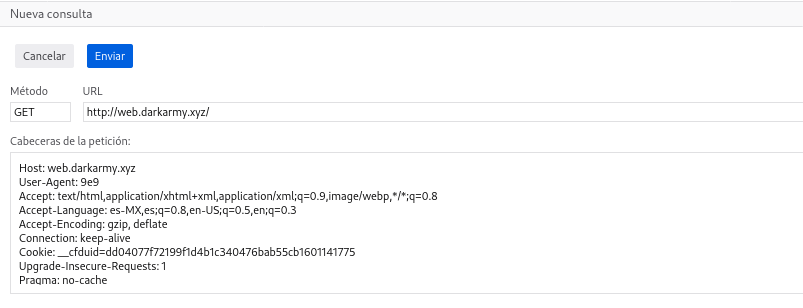 Nueva consulta
Cancelar Enviar
Método URL
GET http://web.darkarmy.xyz/
Cabeceras de la petición:
Host: web.darkarmy.xyz
User-Agent: 9e9
Accept: text/html,application/xhtml+xml,application/xml;q=0.9,image/webp,*/*;q=0.8
Accept-Language: es-MX,es;q=0.8,en-US;q=0.5,en;q=0.3
Accept-Encoding: gzip, deflate
Connection: keep-alive
Cookie: __cfduid=dd04077f72199f1d4b1c340476bab55cb1601141775
Upgrade-Insecure-Requests: 1
Pragma: no-cache